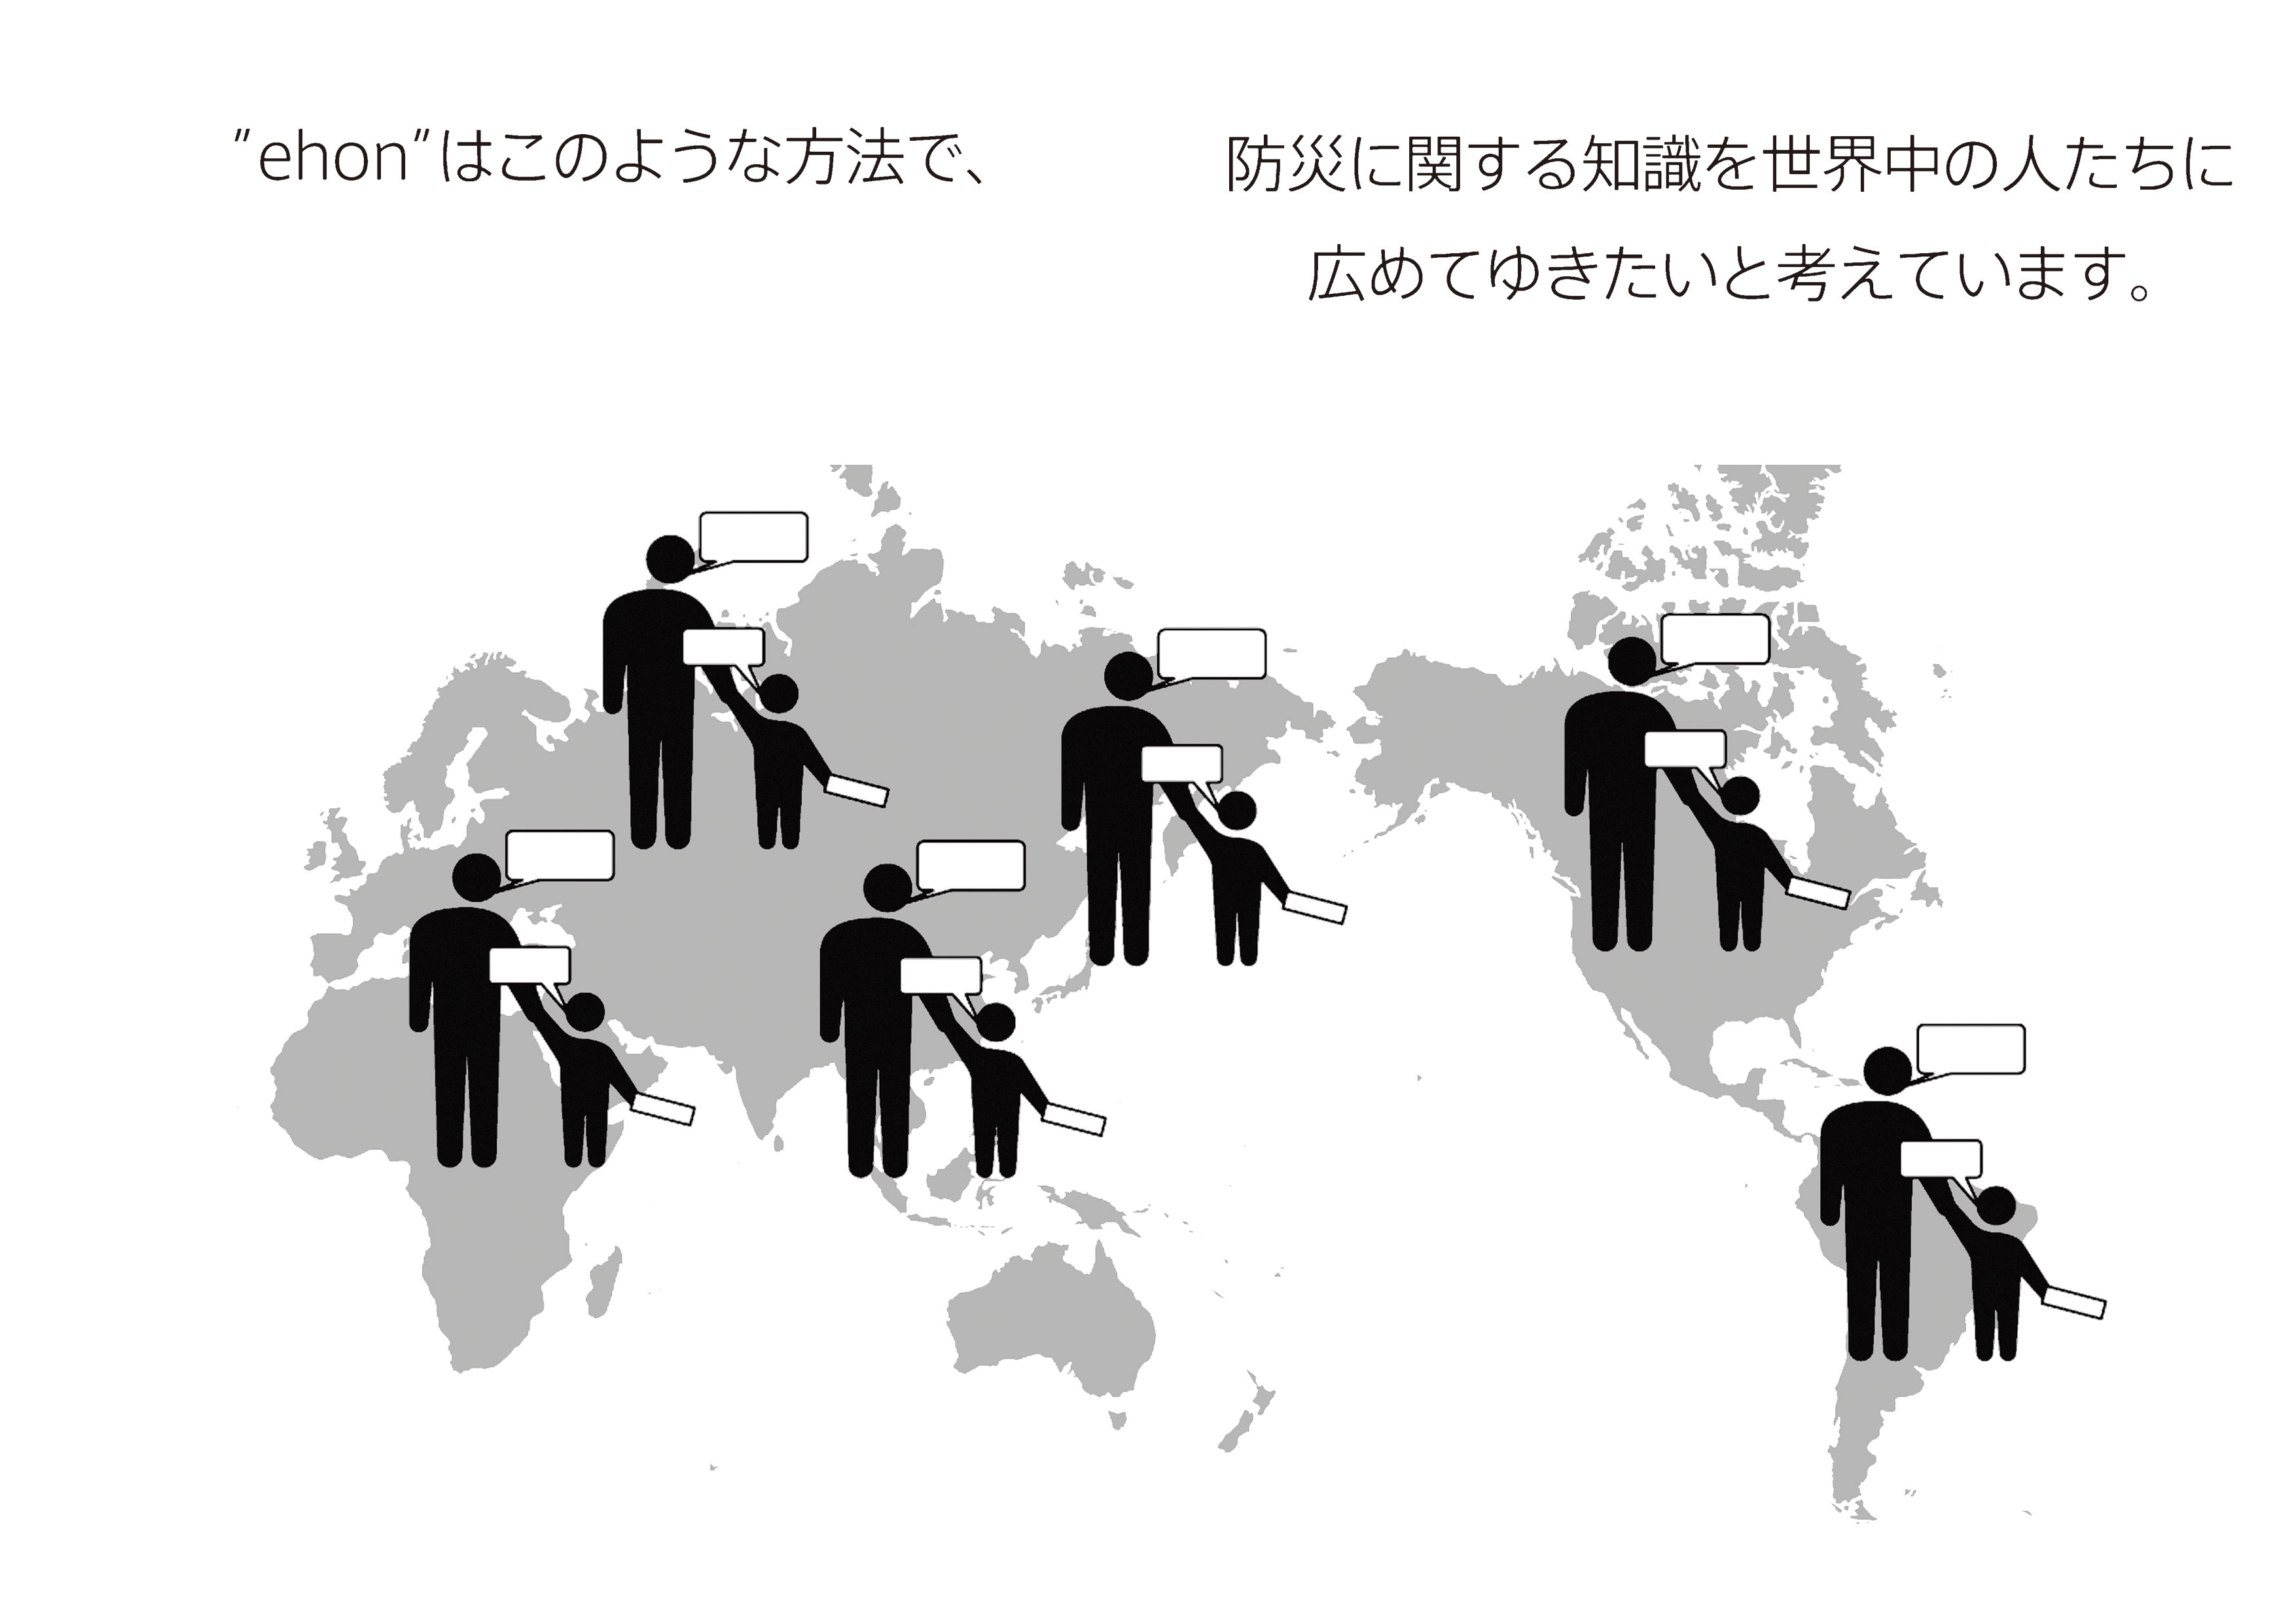 ”ehon”はこのような方法で、
防災に関する知識を世界中の人たちに
広めてゆきたいと考えています。